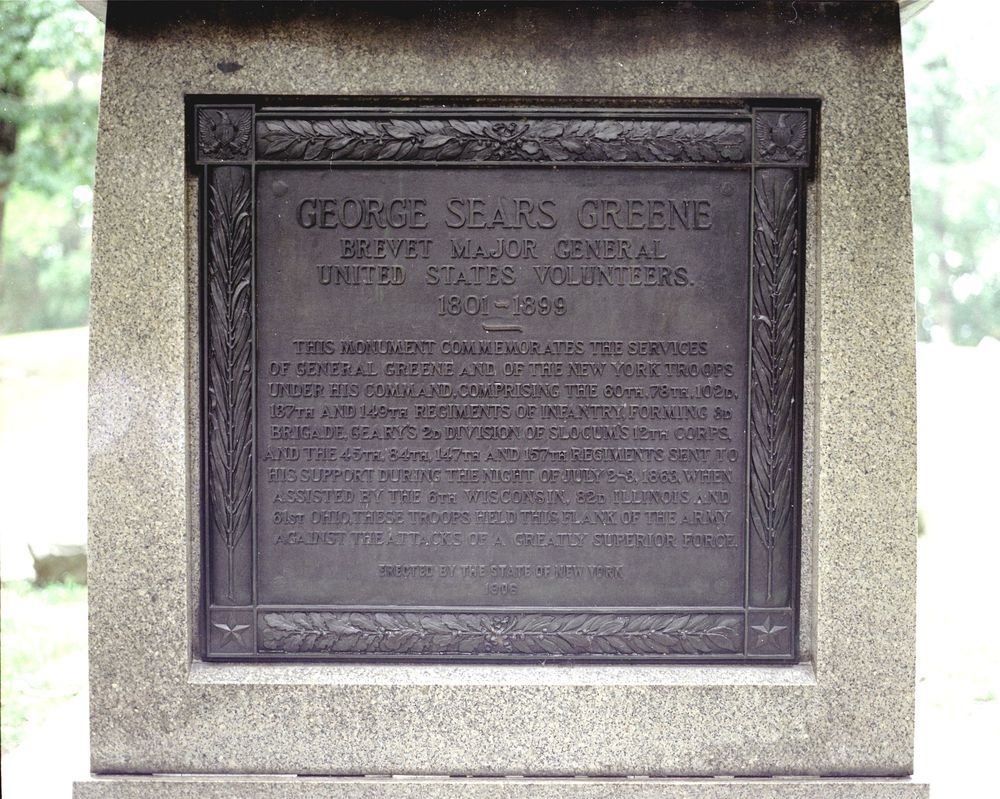 GEORGE SEARS GREENE
BREVET MAJOR GENERAL
UNITED STATES VOLUNTEERS.
1801-1899
THIS MONUMENT COMMEMORATES THE SERVICES
OF GENERAL GREENE AND OF THE NEW YORK TROOPS
UNDER HIS COMMAND, COMPRISING THE 60TH, 78TH, 102D,
137TH AND 149TH REGIMENTS OF INFANTRY, FORMING 3D
BRIGADE, GEARY'S 2D DIVISION OF SLOCUM'S 12TH CORPS,
AND THE 45TH, 84TH, 147TH AND 157TH REGIMENTS SENT TO
HIS SUPPORT DURING THE NIGHT OF JULY 2-3, 1863, WHEN
ASSISTED BY THE 6TH WISCONSIN, 82D ILLINOIS AND
61ST OHIO, THESE TROOPS HELD THIS FLANK OF THE ARMY
AGAINST THE ATTACKS OF A GREATLY SUPERIOR FORCE.
ERECTED BY THE STATE OF NEW YORK
1906